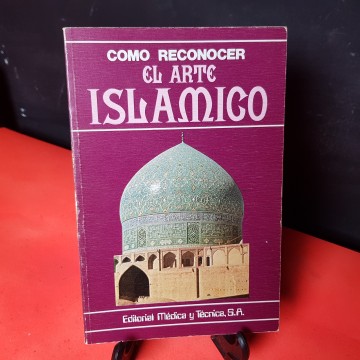 COMO RECONOCER
EL ARTE
ISLAMICO
Editorial Médica y Técnica, S.A.